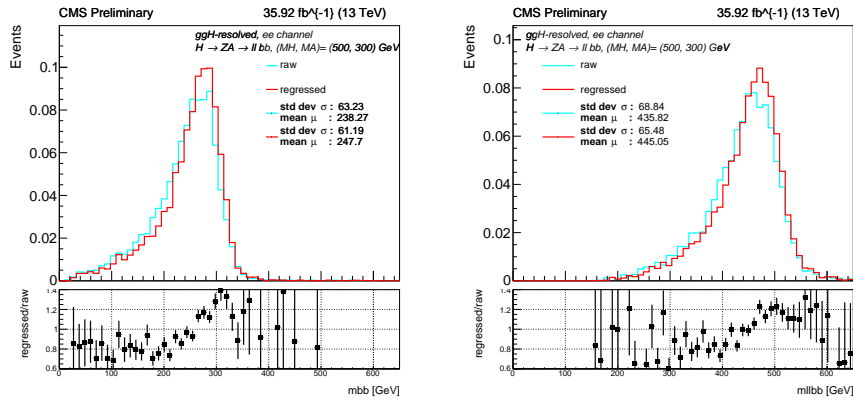 CMS Preliminary 35.92 fb^{-1} (13 TeV)
ggH-resolved, ee channel
H → ZA → ll bb, (MH, MA)= (500, 300) GeV
raw
regressed
std dev σ : 63.23
mean μ : 238.27
std dev σ : 61.19
mean μ : 247.7
Events
0.1
0.08
0.06
0.04
0.02
0
regressed/raw
1.4
1.2
1
0.8
0.6
0 100 200 300 400 500 600
mbb [GeV]
CMS Preliminary 35.92 fb^{-1} (13 TeV)
ggH-resolved, ee channel
H → ZA → ll bb, (MH, MA)= (500, 300) GeV
raw
regressed
std dev σ : 68.84
mean μ : 435.82
std dev σ : 65.48
mean μ : 445.05
Events
0.1
0.08
0.06
0.04
0.02
0
regressed/raw
1.4
1.2
1
0.8
0.6
0 100 200 300 400 500 600
mllbb [GeV]